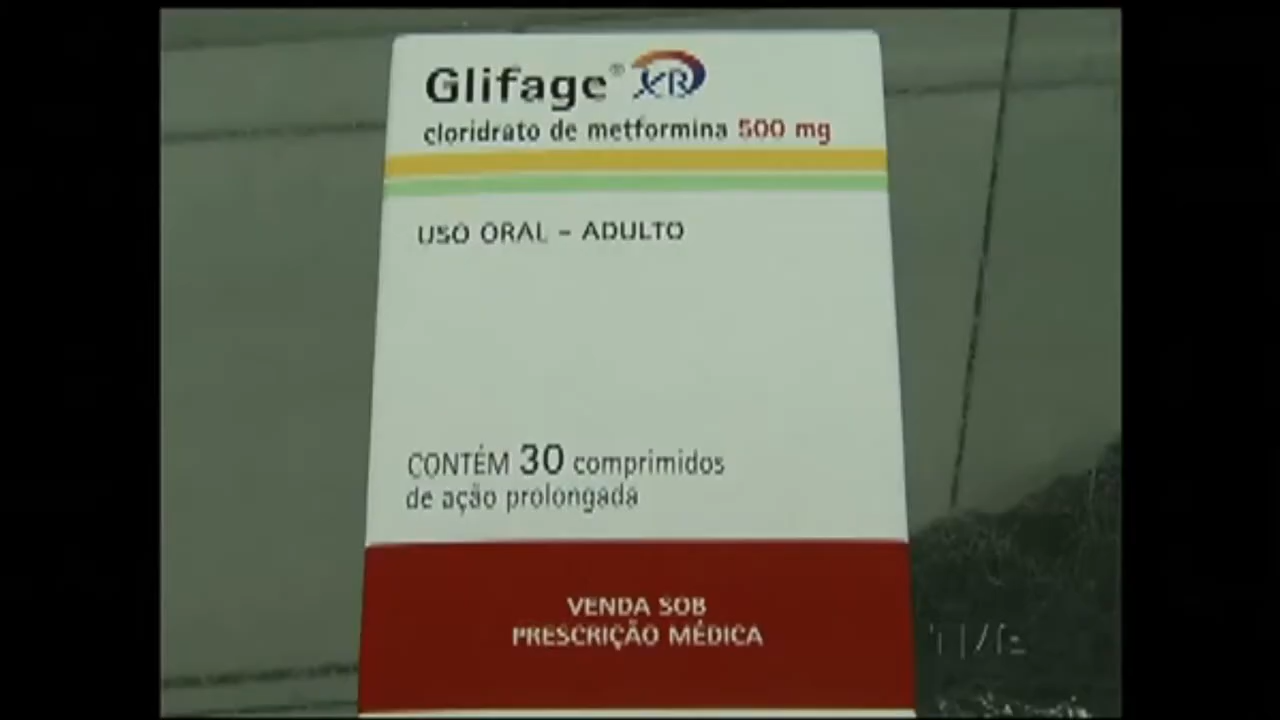 Glifage® XR
cloridrato de metformina 500 mg
USO ORAL - ADULTO
CONTÉM 30 comprimidos
de ação prolongada
VENDA SOB
PRESCRIÇÃO MÉDICA